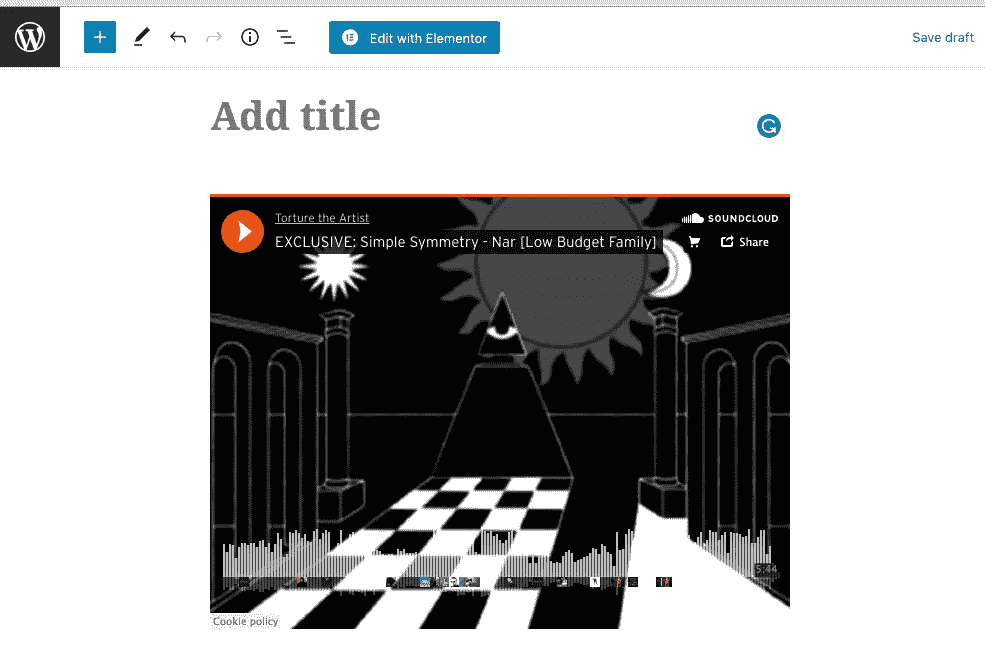 Edit with Elementor
Save draft
Add title
Torture the Artist
SOUNDCLOUD
EXCLUSIVE: Simple Symmetry - Nar [Low Budget Family]
Share
5:44
Cookie policy